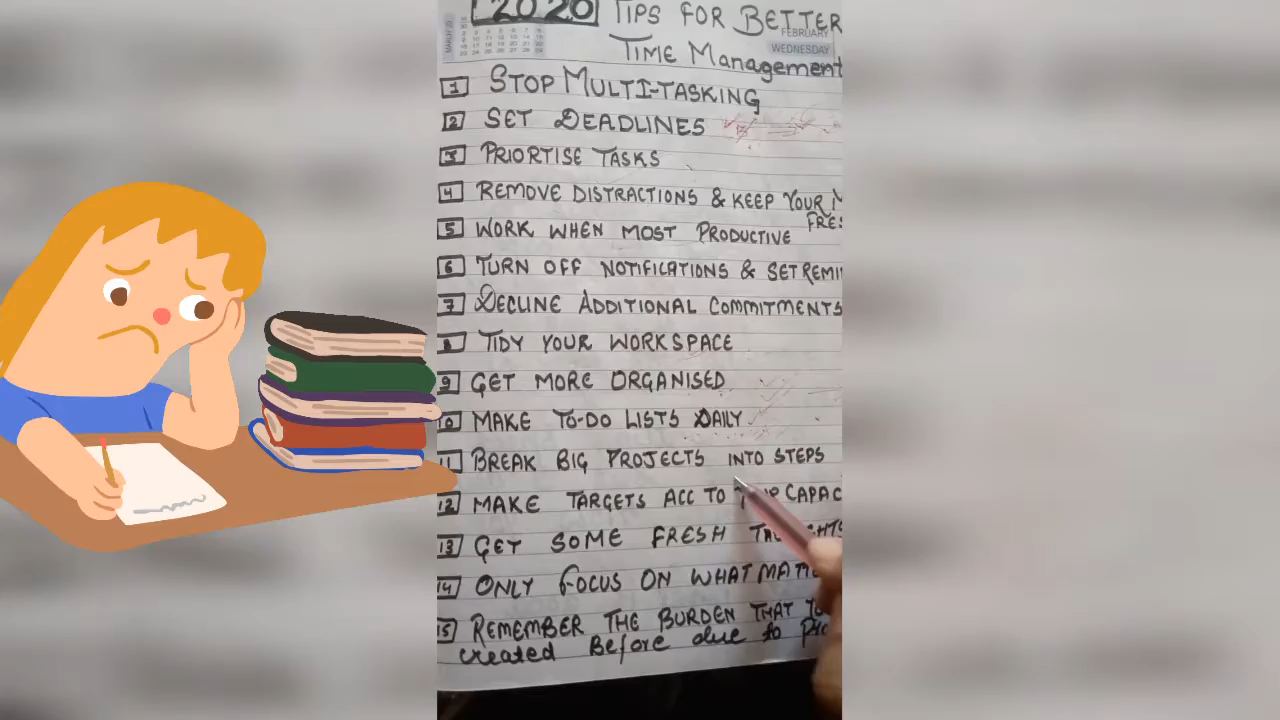 2020 TIPS FOR BETTER
FEBRUARY
TIME Management
WEDNESDAY
1 STOP MULTI-TASKING
2 SET DEADLINES
3 PRIORTISE TASKS
4 REMOVE DISTRACTIONS & KEEP YOUR
5 WORK WHEN MOST PRODUCTIVE
6 TURN OFF NOTIFICATIONS & SET
7 DECLINE ADDITIONAL COMMITMENTS
8 TIDY YOUR WORKSPACE
9 GET MORE ORGANISED
10 MAKE TO-DO LISTS DAILY
11 BREAK BIG PROJECTS INTO STEPS
12 MAKE TARGETS ACC TO
13 GET SOME FRESH
14 ONLY FOCUS ON WHAT
15 REMEMBER THE BURDEN THAT
created Before due to